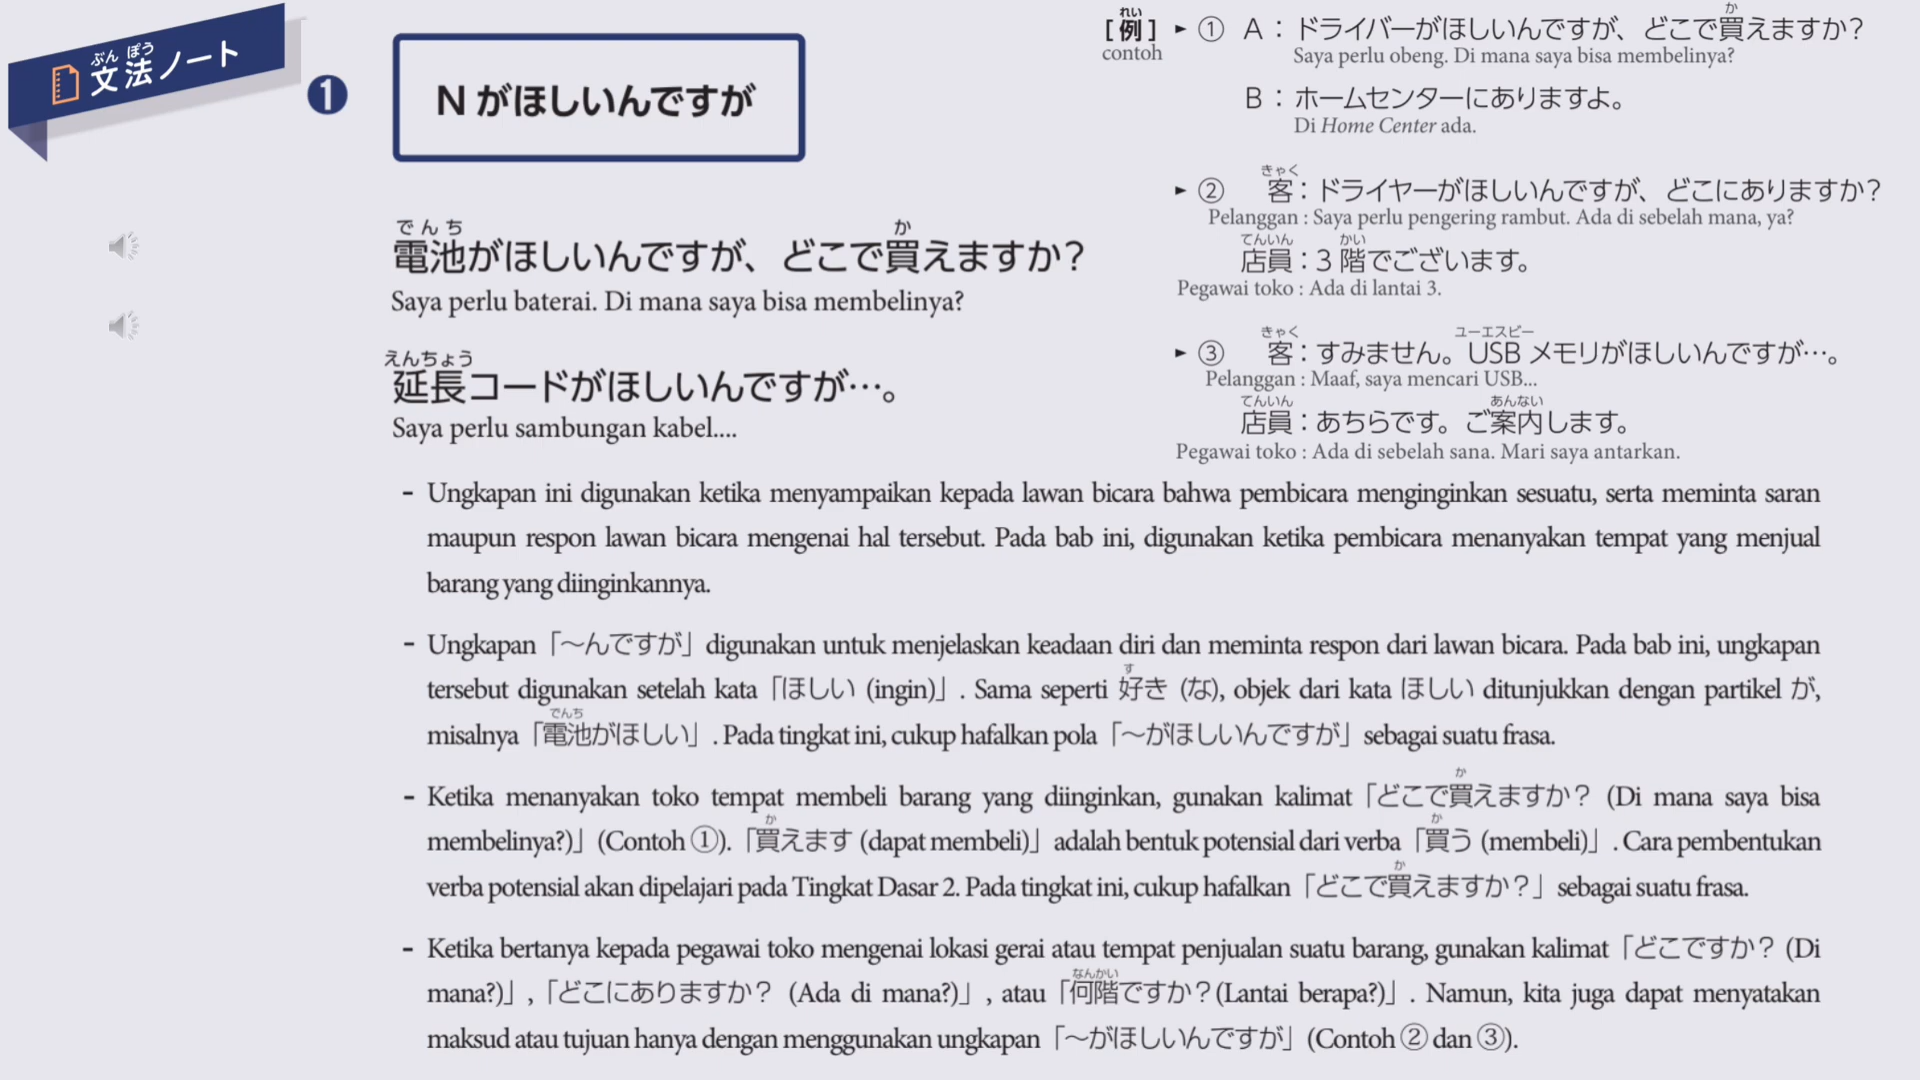 文法ノート
ぶん ぽう
❶
N がほしいんですが
でんち か
電池がほしいんですが、どこで買えますか?
Saya perlu baterai. Di mana saya bisa membelinya?
えんちょう
延長コードがほしいんですが…。
Saya perlu sambungan kabel....
れい か
[例] ► ① A：ドライバーがほしいんですが、どこで買えますか?
contoh Saya perlu obeng. Di mana saya bisa membelinya?
B：ホームセンターにありますよ。
Di Home Center ada.
きゃく
► ② 客：ドライヤーがほしいんですが、どこにありますか?
Pelanggan : Saya perlu pengering rambut. Ada di sebelah mana, ya?
てんいん かい
店員：3 階でございます。
Pegawai toko : Ada di lantai 3.
きゃく ユーエスビー
► ③ 客：すみません。USB メモリがほしいんですが…。
Pelanggan : Maaf, saya mencari USB...
てんいん あんない
店員：あちらです。ご案内します。
Pegawai toko : Ada di sebelah sana. Mari saya antarkan.
- Ungkapan ini digunakan ketika menyampaikan kepada lawan bicara bahwa pembicara menginginkan sesuatu, serta meminta saran
maupun respon lawan bicara mengenai hal tersebut. Pada bab ini, digunakan ketika pembicara menanyakan tempat yang menjual
barang yang diinginkannya.
- Ungkapan「～んですが」digunakan untuk menjelaskan keadaan diri dan meminta respon dari lawan bicara. Pada bab ini, ungkapan
す
tersebut digunakan setelah kata「ほしい (ingin)」. Sama seperti 好き (な), objek dari kata ほしい ditunjukkan dengan partikel が,
でんち
misalnya「電池がほしい」. Pada tingkat ini, cukup hafalkan pola「～がほしいんですが」sebagai suatu frasa.
か
- Ketika menanyakan toko tempat membeli barang yang diinginkan, gunakan kalimat「どこで買えますか？ (Di mana saya bisa
か か
membelinya?)」(Contoh ①).「買えます (dapat membeli)」adalah bentuk potensial dari verba「買う (membeli)」. Cara pembentukan
か
verba potensial akan dipelajari pada Tingkat Dasar 2. Pada tingkat ini, cukup hafalkan「どこで買えますか？」sebagai suatu frasa.
- Ketika bertanya kepada pegawai toko mengenai lokasi gerai atau tempat penjualan suatu barang, gunakan kalimat「どこですか？ (Di
なんかい
mana?)」,「どこにありますか？ (Ada di mana?)」, atau「何階ですか？(Lantai berapa?)」. Namun, kita juga dapat menyatakan
maksud atau tujuan hanya dengan menggunakan ungkapan「～がほしいんですが」(Contoh ② dan ③).